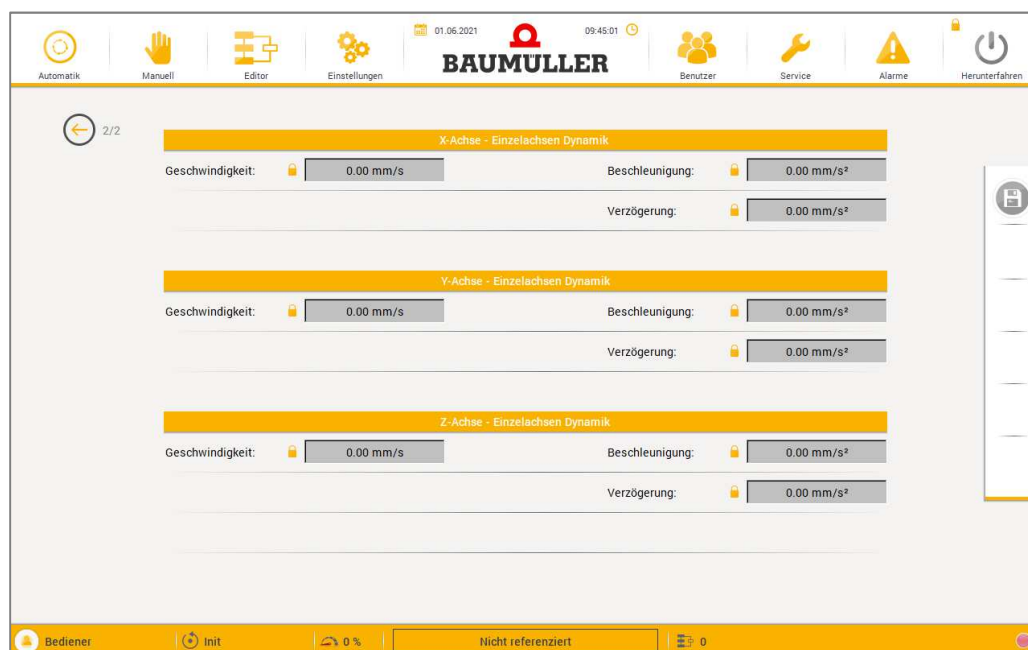 01.06.2021
09:45:01
BAUMÜLLER
Automatik
Manuell
Editor
Einstellungen
Benutzer
Service
Alarme
Herunterfahren
2/2
X-Achse - Einzelachsen Dynamik
Geschwindigkeit: 0.00 mm/s Beschleunigung: 0.00 mm/s²
Verzögerung: 0.00 mm/s²
Y-Achse - Einzelachsen Dynamik
Geschwindigkeit: 0.00 mm/s Beschleunigung: 0.00 mm/s²
Verzögerung: 0.00 mm/s²
Z-Achse - Einzelachsen Dynamik
Geschwindigkeit: 0.00 mm/s Beschleunigung: 0.00 mm/s²
Verzögerung: 0.00 mm/s²
Bediener Init 0 % Nicht referenziert 0